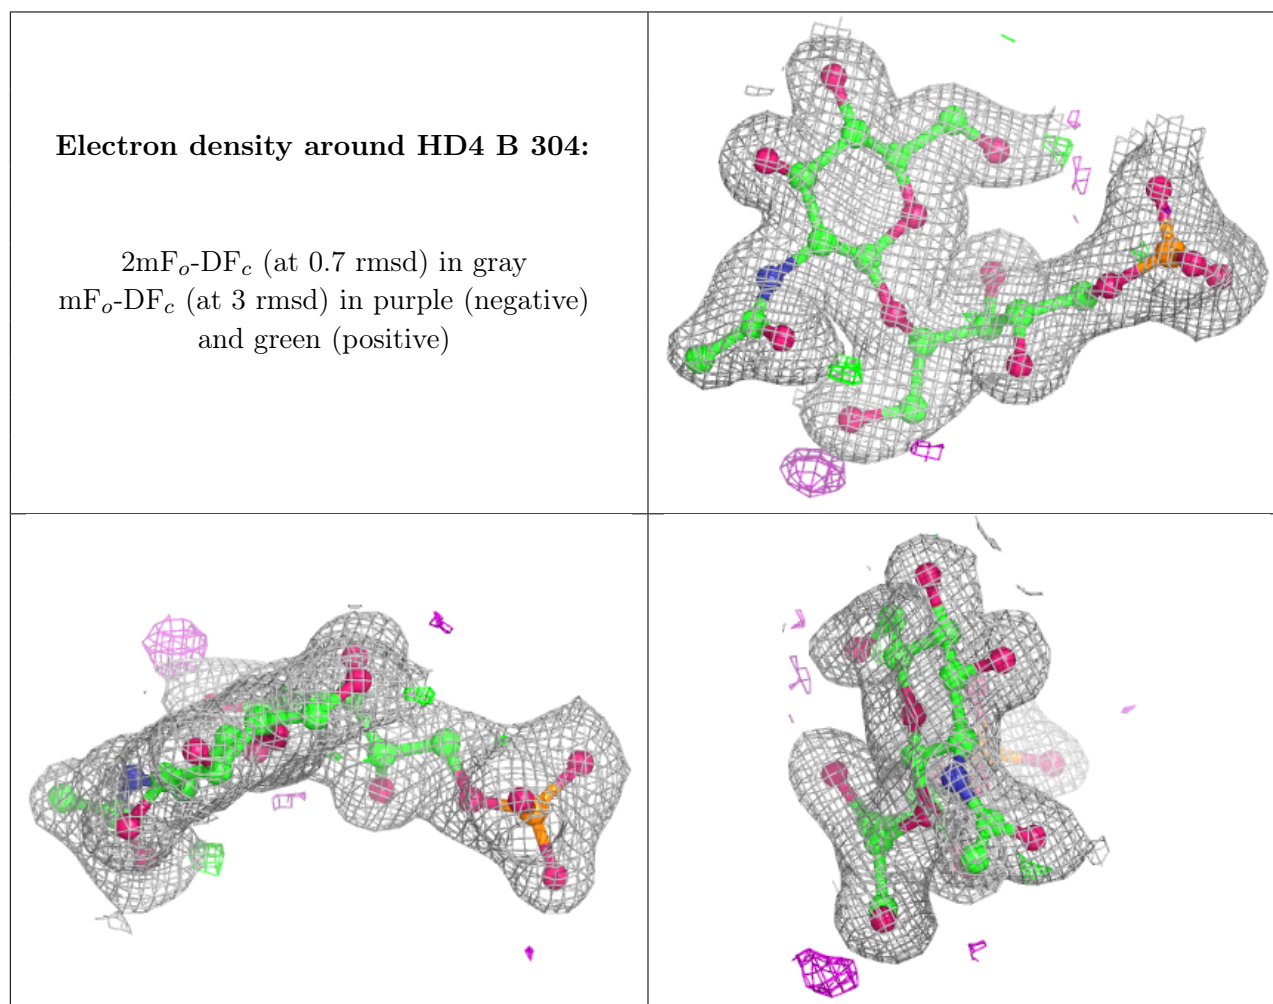 Electron density around HD4 B 304:
2mFo-DFc (at 0.7 rmsd) in gray
mFo-DFc (at 3 rmsd) in purple (negative)
and green (positive)